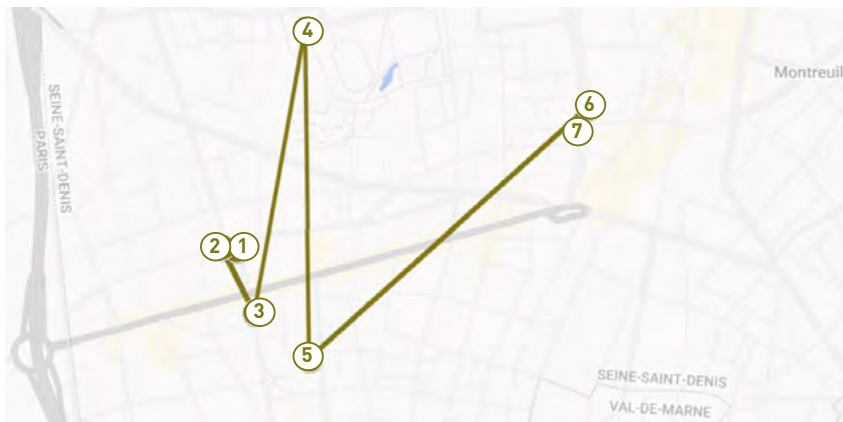 4
Montreuil
6
7
SEINE-SAINT-DENIS
PARIS
2
1
3
5
SEINE-SAINT-DENIS
VAL-DE-MARNE